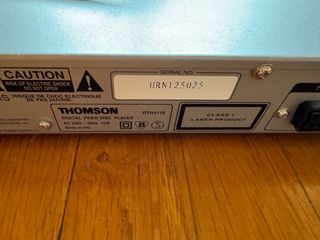 CAUTION
RISK OF ELECTRIC SHOCK
DO NOT OPEN
RISQUE DE CHOC ELECTRIQUE
NE PAS OUVRIR.
SERIAL NO
HRN125025
THOMSON
DIGITAL VIDEO DISC PLAYER DTH211E
CLASS 1
LASER PRODUCT